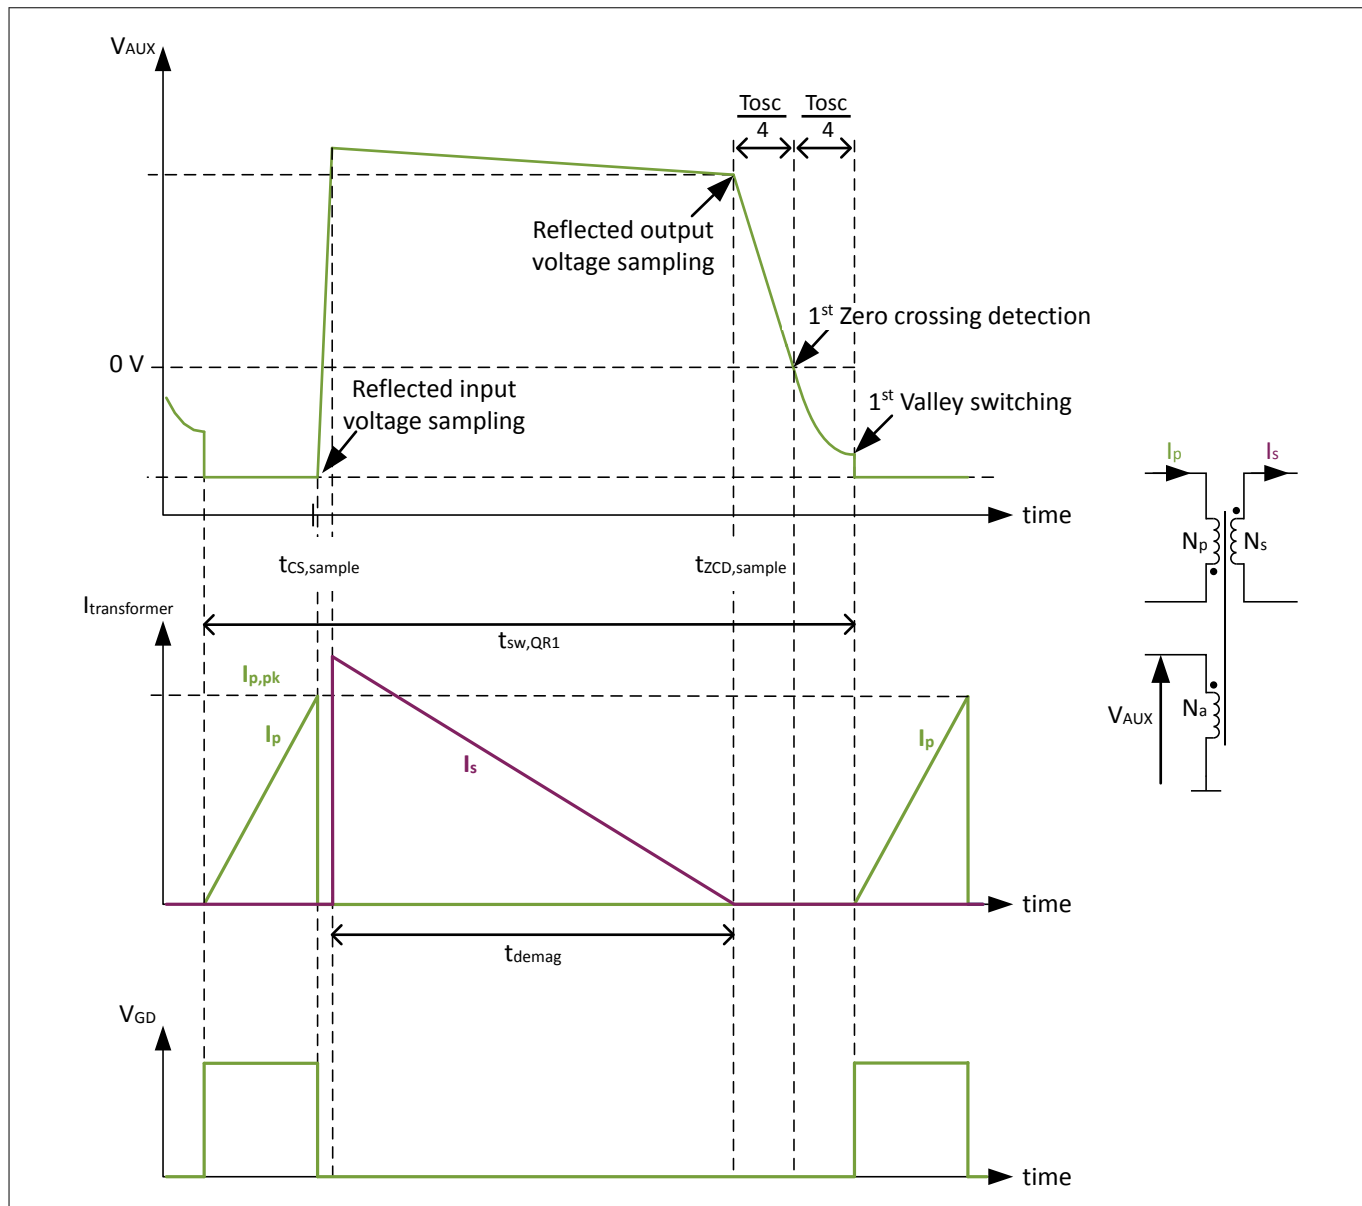 VAUX
Tosc
4
Tosc
4
Reflected output
voltage sampling
1st Zero crossing detection
0 V
Reflected input
voltage sampling
1st Valley switching
time
tCS,sample
tZCD,sample
Ip
Is
Np
Ns
VAUX
Na
Itransformer
tsw,QR1
Ip,pk
Ip
Is
Ip
time
tdemag
VGD
time